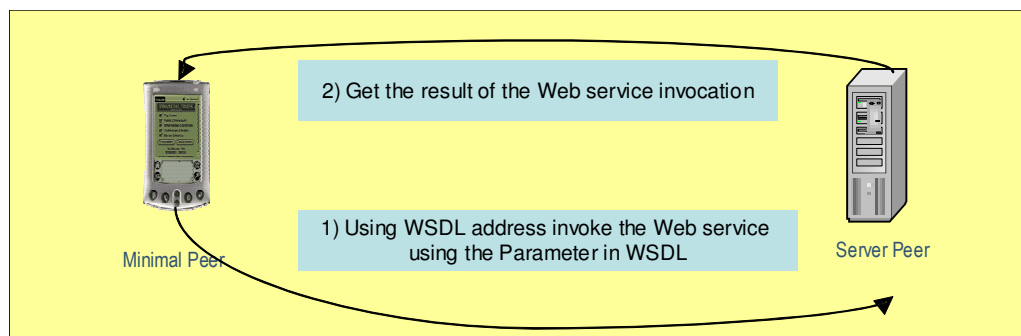 2) Get the result of the Web service invocation
1) Using WSDL address invoke the Web service
using the Parameter in WSDL
Minimal Peer
Server Peer